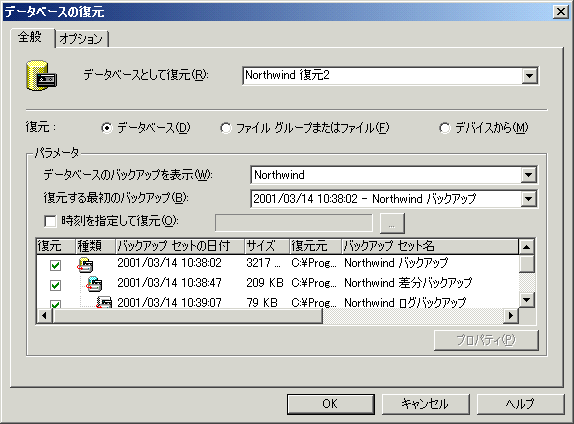 データベースの復元
全般 オプション
データベースとして復元(R): Northwind 復元2
復元: データベース(D) ファイル グループまたはファイル(F) デバイスから(M)
パラメータ
データベースのバックアップを表示(W): Northwind
復元する最初のバックアップ(B): 2001/03/14 10:38:02 - Northwind バックアップ
時刻を指定して復元(O): ...
復元 種類 バックアップ セットの日付 サイズ 復元元 バックアップ セット名
2001/03/14 10:38:02 3217 ... C:¥Prog... Northwind バックアップ
2001/03/14 10:38:47 209 KB C:¥Prog... Northwind 差分バックアップ
2001/03/14 10:39:07 79 KB C:¥Prog... Northwind ログバックアップ
プロパティ(P)
OK キャンセル ヘルプ